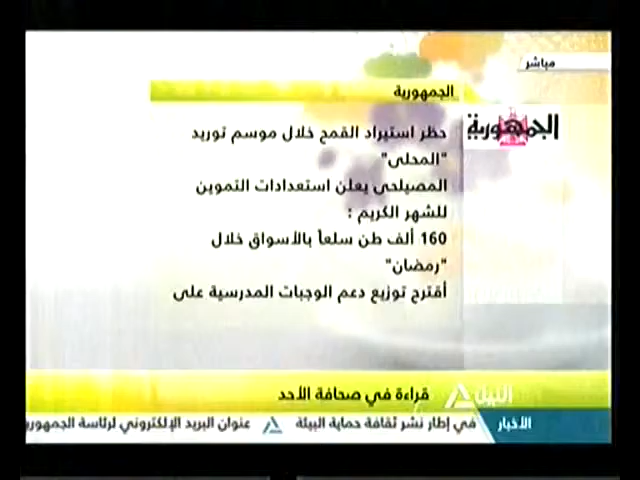 مباشر
الجمهورية
الجمهورية
حظر استيراد القمح خلال موسم توريد
"المحلى"
المصيلحى يعلن استعدادات التموين
للشهر الكريم :
160 ألف طن سلعاً بالأسواق خلال
"رمضان"
أقترح توزيع دعم الوجبات المدرسية على
النيل
قراءة في صحافة الأحد
الأخبار
في إطار نشر ثقافة حماية البيئة
عنوان البريد الإلكتروني لرئاسة الجمهور